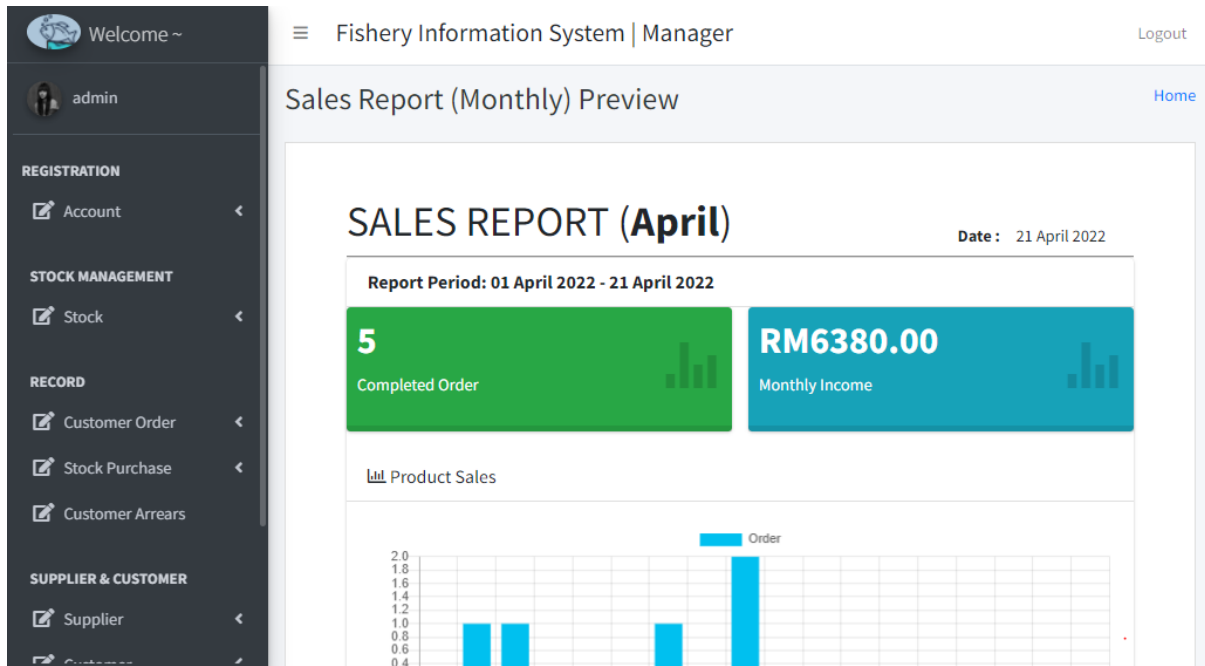 Welcome ~
Fishery Information System | Manager
Logout
admin
Sales Report (Monthly) Preview
Home
REGISTRATION
Account
STOCK MANAGEMENT
Stock
RECORD
Customer Order
Stock Purchase
Customer Arrears
SUPPLIER & CUSTOMER
Supplier
Customer
SALES REPORT (April)
Date : 21 April 2022
Report Period: 01 April 2022 - 21 April 2022
5
Completed Order
RM6380.00
Monthly Income
Product Sales
Order
2.0
1.8
1.6
1.4
1.2
1.0
0.8
0.6
0.4